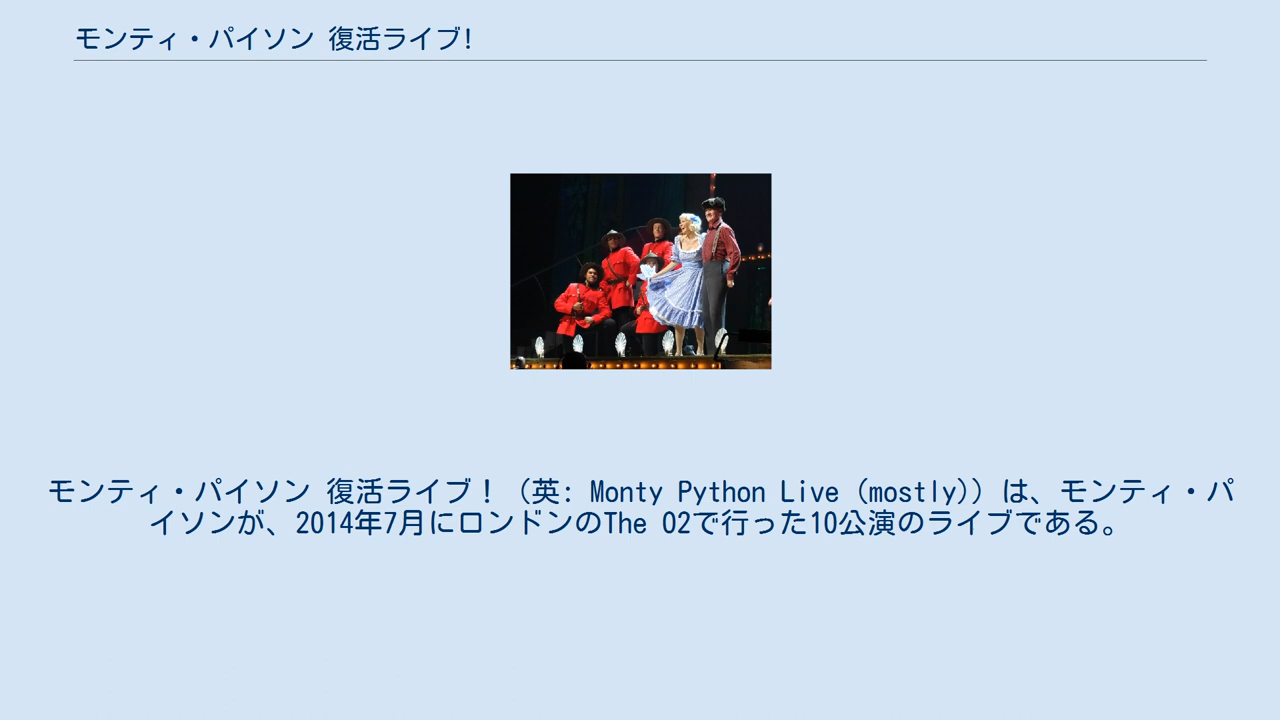 モンティ・パイソン 復活ライブ!
モンティ・パイソン 復活ライブ！（英: Monty Python Live (mostly)）は、モンティ・パ
イソンが、2014年7月にロンドンのThe O2で行った10公演のライブである。